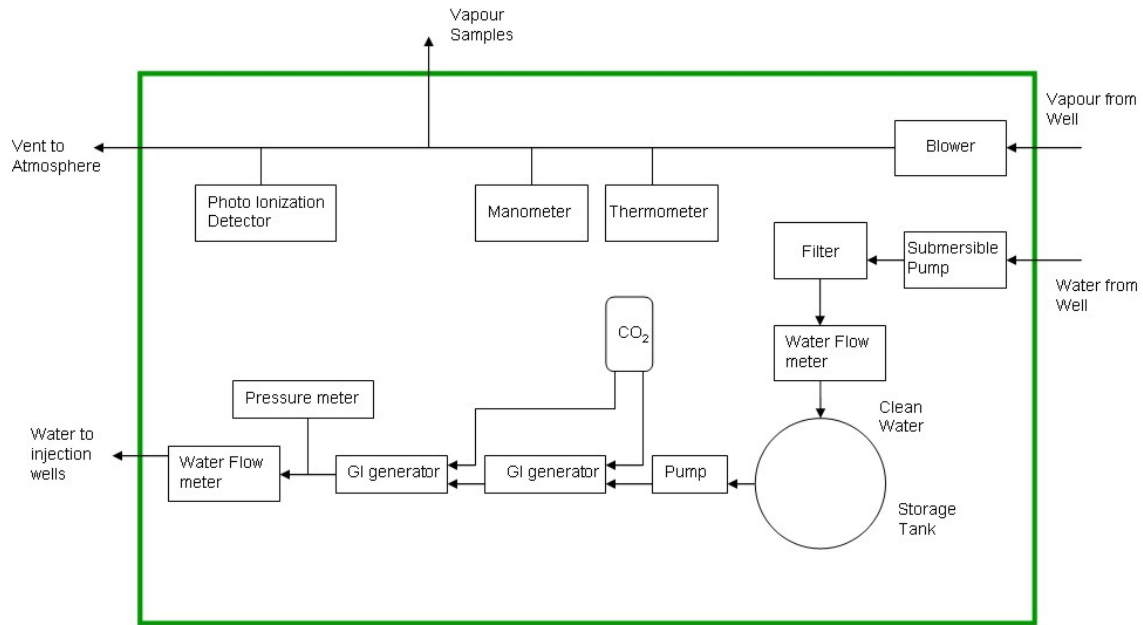 Vapour
Samples
Vapour from
Well
Vent to
Atmosphere
Blower
Photo Ionization
Detector
Manometer
Thermometer
Filter
Submersible
Pump
Water from
Well
CO₂
Water Flow
meter
Pressure meter
Clean
Water
Water to
injection
wells
Water Flow
meter
GI generator
GI generator
Pump
Storage
Tank